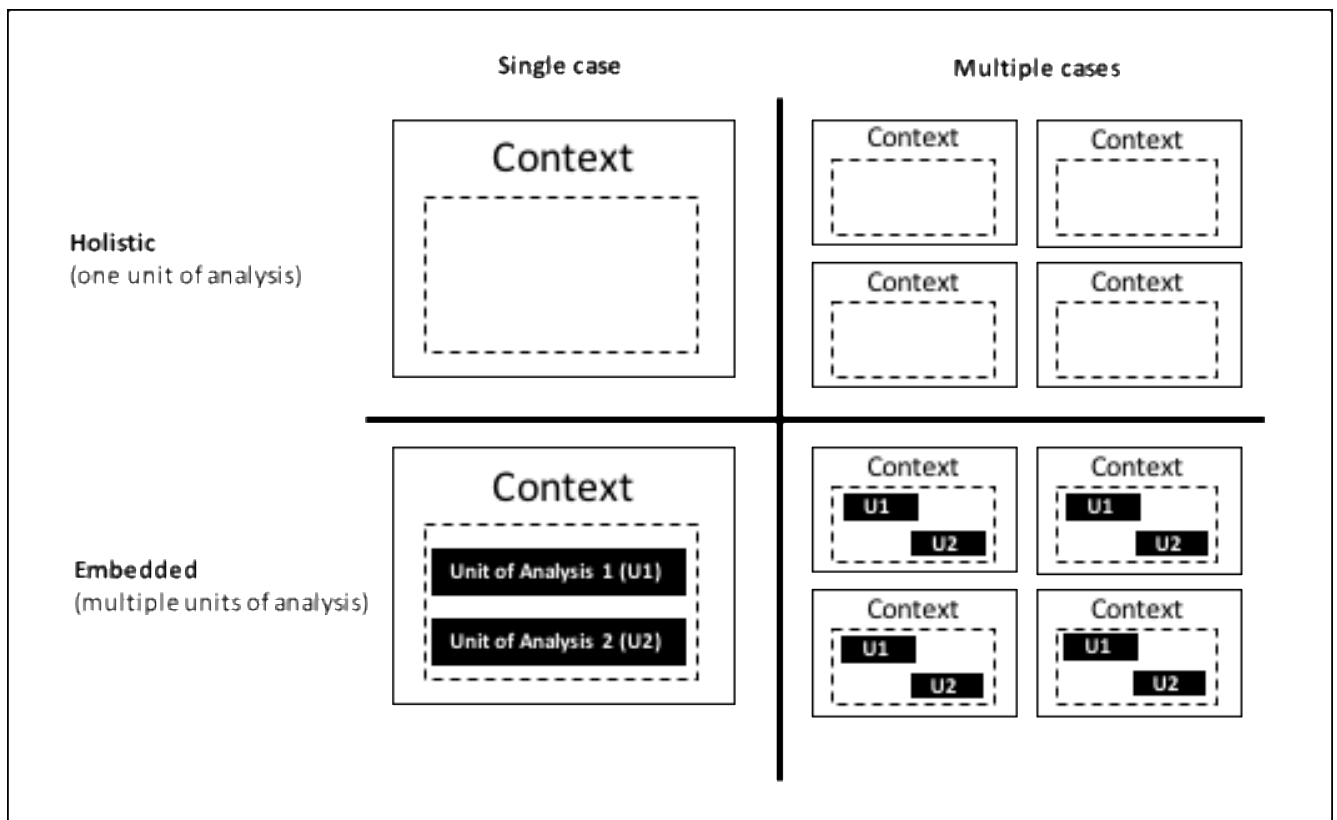 Single case
Multiple cases
Holistic
(one unit of analysis)
Context
Context
Context
Context
Context
Embedded
(multiple units of analysis)
Context
Unit of Analysis 1 (U1)
Unit of Analysis 2 (U2)
Context
U1
U2
Context
U1
U2
Context
U1
U2
Context
U1
U2